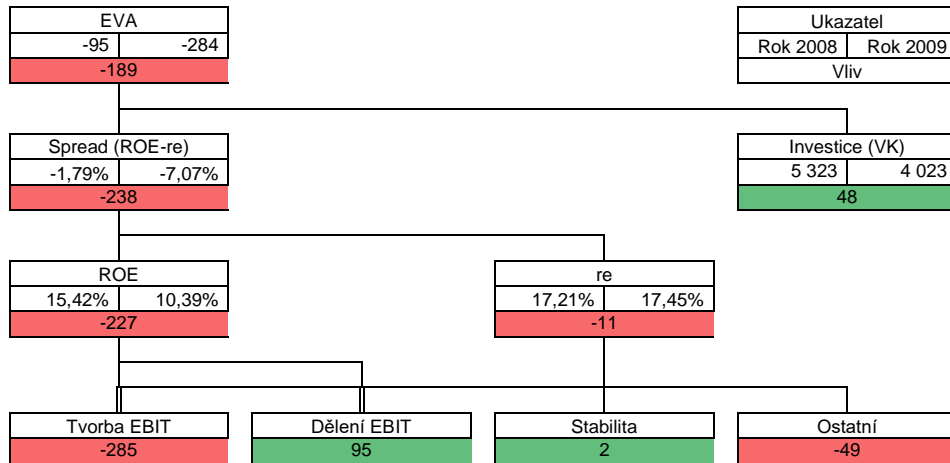 EVA
-95 -284
-189
Ukazatel
Rok 2008 Rok 2009
Vliv
Spread (ROE-re)
-1,79% -7,07%
-238
Investice (VK)
5 323 4 023
48
ROE
15,42% 10,39%
-227
re
17,21% 17,45%
-11
Tvorba EBIT
-285
Dělení EBIT
95
Stabilita
2
Ostatní
-49